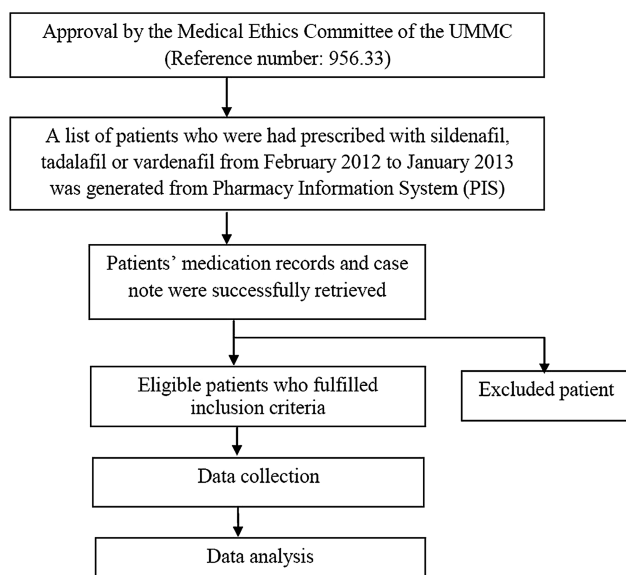 Approval by the Medical Ethics Committee of the UMMC
(Reference number: 956.33)
A list of patients who were had prescribed with sildenafil,
tadalafil or vardenafil from February 2012 to January 2013
was generated from Pharmacy Information System (PIS)
Patients’ medication records and case
note were successfully retrieved
Eligible patients who fulfilled
inclusion criteria
Excluded patient
Data collection
Data analysis